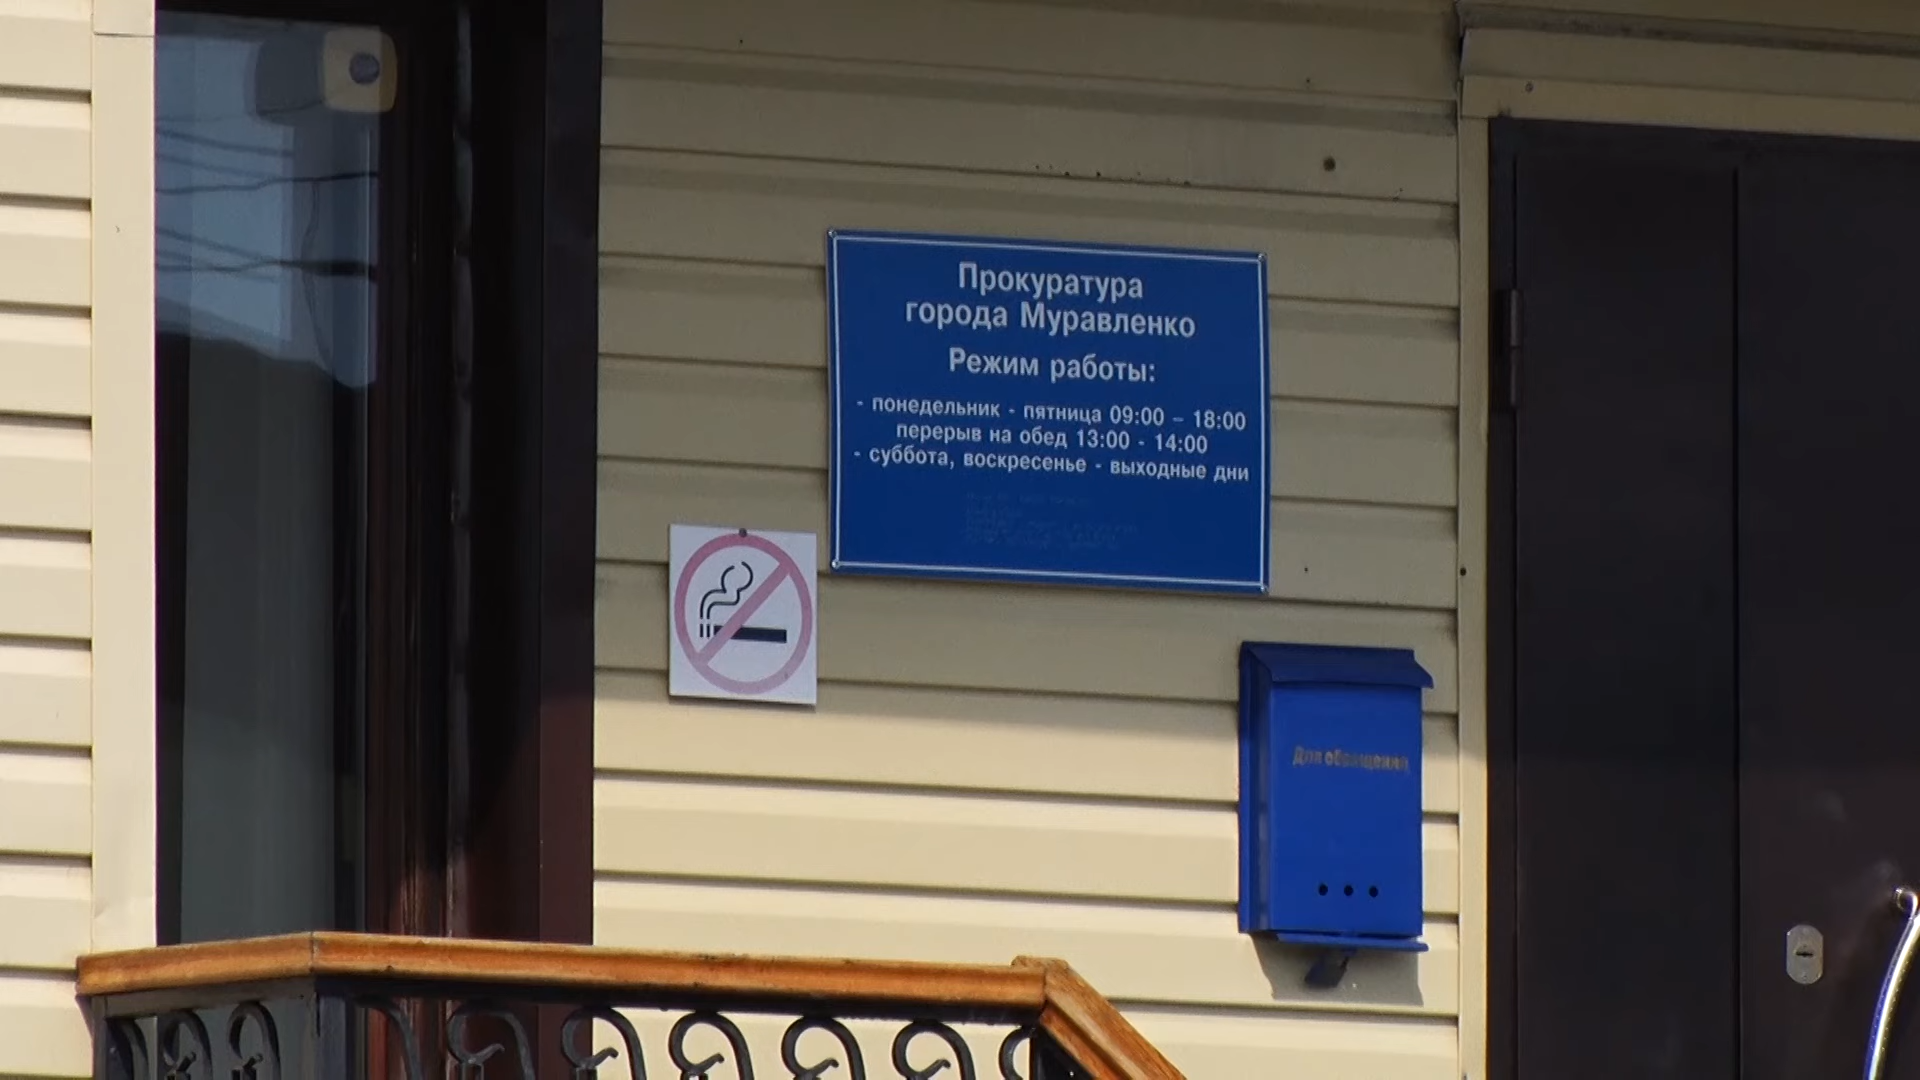 Прокуратура
города Муравленко
Режим работы:
- понедельник - пятница 09:00 – 18:00
перерыв на обед 13:00 - 14:00
- суббота, воскресенье - выходные дни
Для обращений